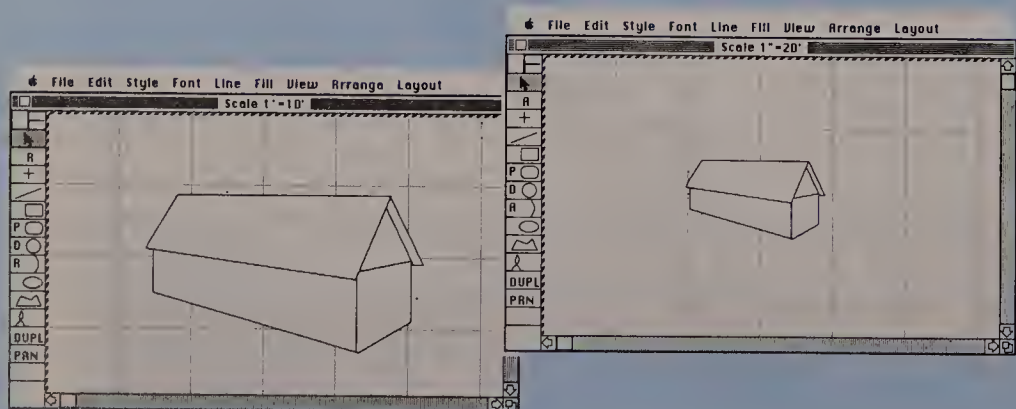 File Edit Style Font Line Fill View Arrange Layout
Scale 1"=10'
A
P
D
R
DUPL
PAN
File Edit Style Font Line Fill View Arrange Layout
Scale 1"=20'
A
P
D
A
DUPL
PAN